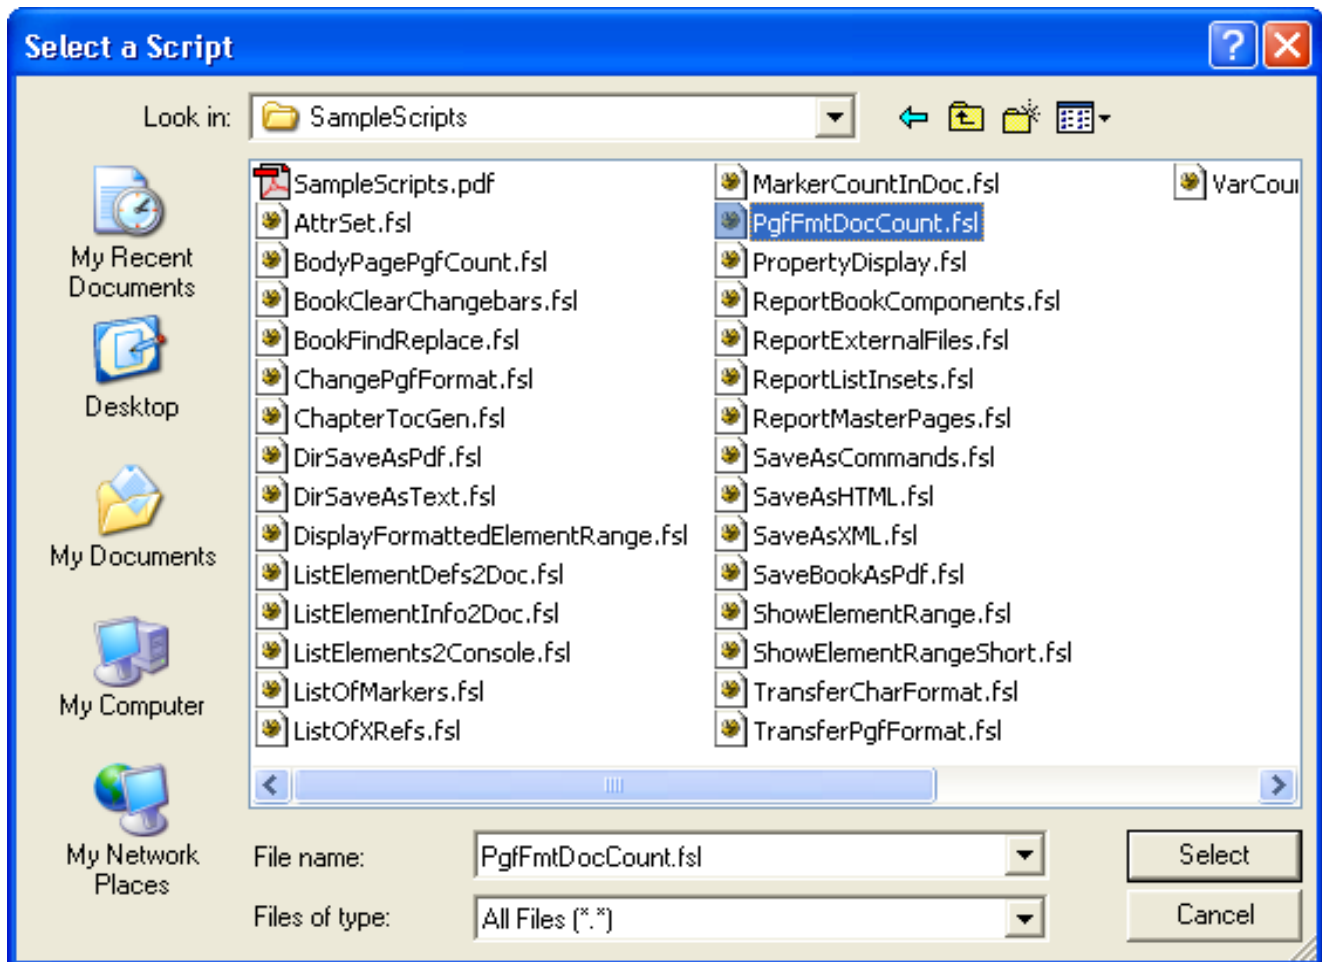 Select a Script
Look in:
SampleScripts
My Recent
Documents
Desktop
My Documents
My Computer
My Network
Places
SampleScripts.pdf
AttrSet.fsl
BodyPagePgfCount.fsl
BookClearChangebars.fsl
BookFindReplace.fsl
ChangePgfFormat.fsl
ChapterTocGen.fsl
DirSaveAsPdf.fsl
DirSaveAsText.fsl
DisplayFormattedElementRange.fsl
ListElementDefs2Doc.fsl
ListElementInfo2Doc.fsl
ListElements2Console.fsl
ListOfMarkers.fsl
ListOfXRefs.fsl
MarkerCountInDoc.fsl
PgfFmtDocCount.fsl
PropertyDisplay.fsl
ReportBookComponents.fsl
ReportExternalFiles.fsl
ReportListInsets.fsl
ReportMasterPages.fsl
SaveAsCommands.fsl
SaveAsHTML.fsl
SaveAsXML.fsl
SaveBookAsPdf.fsl
ShowElementRange.fsl
ShowElementRangeShort.fsl
TransferCharFormat.fsl
TransferPgfFormat.fsl
VarCou
File name:
PgfFmtDocCount.fsl
Select
Files of type:
All Files (*.*)
Cancel